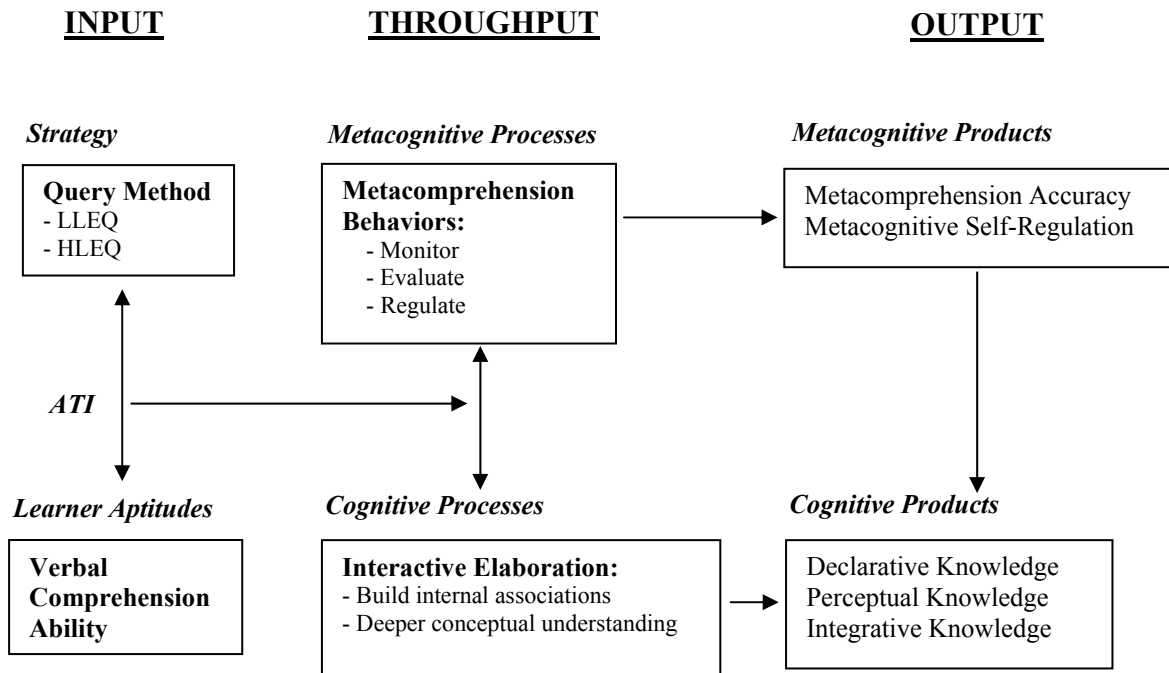 INPUT
THROUGHPUT
OUTPUT
Strategy
Query Method
- LLEQ
- HLEQ
ATI
Learner Aptitudes
Verbal
Comprehension
Ability
Metacognitive Processes
Metacomprehension
Behaviors:
- Monitor
- Evaluate
- Regulate
Cognitive Processes
Interactive Elaboration:
- Build internal associations
- Deeper conceptual understanding
Metacognitive Products
Metacomprehension Accuracy
Metacognitive Self-Regulation
Cognitive Products
Declarative Knowledge
Perceptual Knowledge
Integrative Knowledge